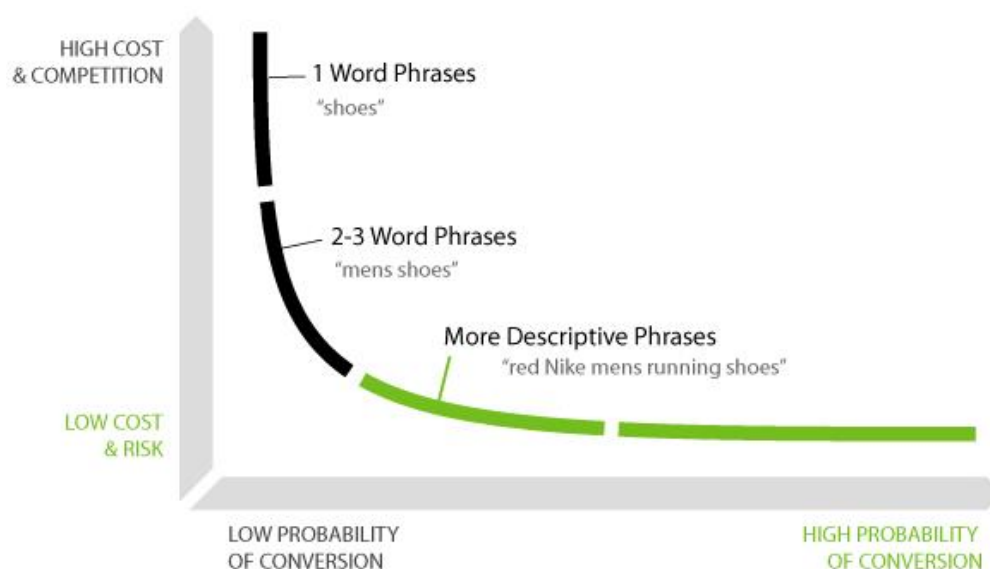 HIGH COST
& COMPETITION
1 Word Phrases
“shoes”
2-3 Word Phrases
“mens shoes”
More Descriptive Phrases
“red Nike mens running shoes”
LOW COST
& RISK
LOW PROBABILITY
OF CONVERSION
HIGH PROBABILITY
OF CONVERSION